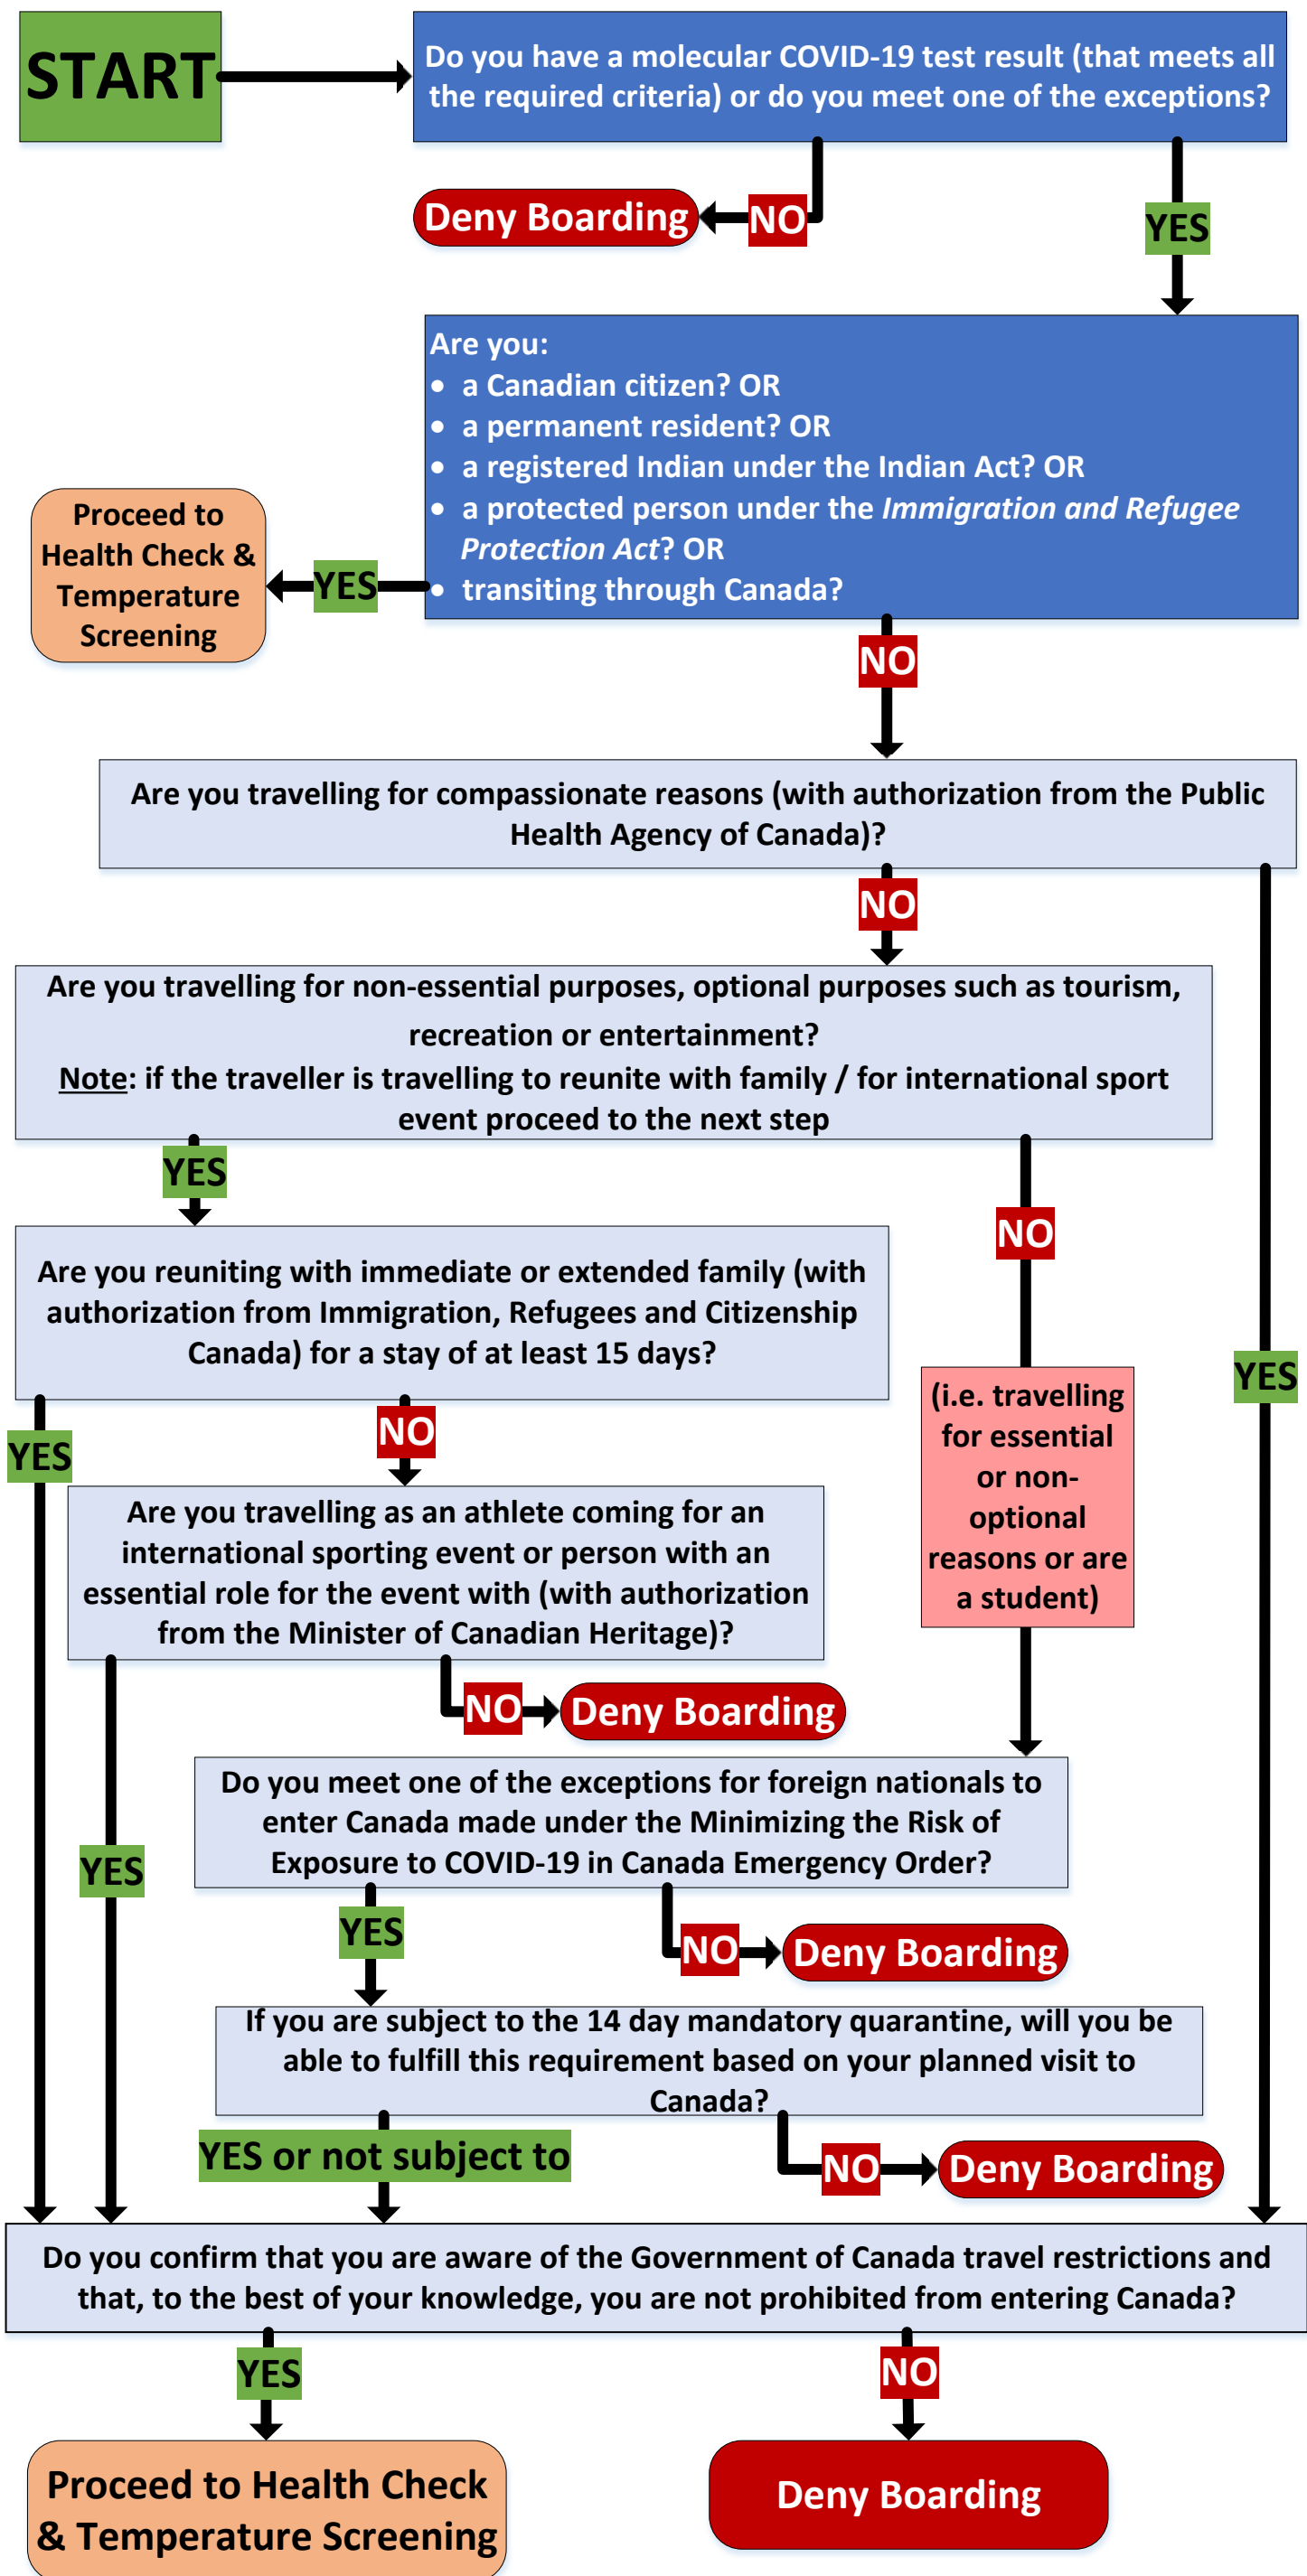 START
Do you have a molecular COVID-19 test result (that meets all
the required criteria) or do you meet one of the exceptions?
Deny Boarding
NO
YES
Are you:
• a Canadian citizen? OR
• a permanent resident? OR
• a registered Indian under the Indian Act? OR
• a protected person under the Immigration and Refugee
Protection Act? OR
• transiting through Canada?
Proceed to
Health Check &
Temperature
Screening
YES
NO
Are you travelling for compassionate reasons (with authorization from the Public
Health Agency of Canada)?
NO
Are you travelling for non-essential purposes, optional purposes such as tourism,
recreation or entertainment?
Note: if the traveller is travelling to reunite with family / for international sport
event proceed to the next step
YES
NO
Are you reuniting with immediate or extended family (with
authorization from Immigration, Refugees and Citizenship
Canada) for a stay of at least 15 days?
YES
NO
YES
(i.e. travelling
for essential
or non-
optional
reasons or are
a student)
Are you travelling as an athlete coming for an
international sporting event or person with an
essential role for the event with (with authorization
from the Minister of Canadian Heritage)?
NO
Deny Boarding
YES
Do you meet one of the exceptions for foreign nationals to
enter Canada made under the Minimizing the Risk of
Exposure to COVID-19 in Canada Emergency Order?
YES
NO
Deny Boarding
If you are subject to the 14 day mandatory quarantine, will you be
able to fulfill this requirement based on your planned visit to
Canada?
YES or not subject to
NO
Deny Boarding
Do you confirm that you are aware of the Government of Canada travel restrictions and
that, to the best of your knowledge, you are not prohibited from entering Canada?
YES
NO
Proceed to Health Check
& Temperature Screening
Deny Boarding